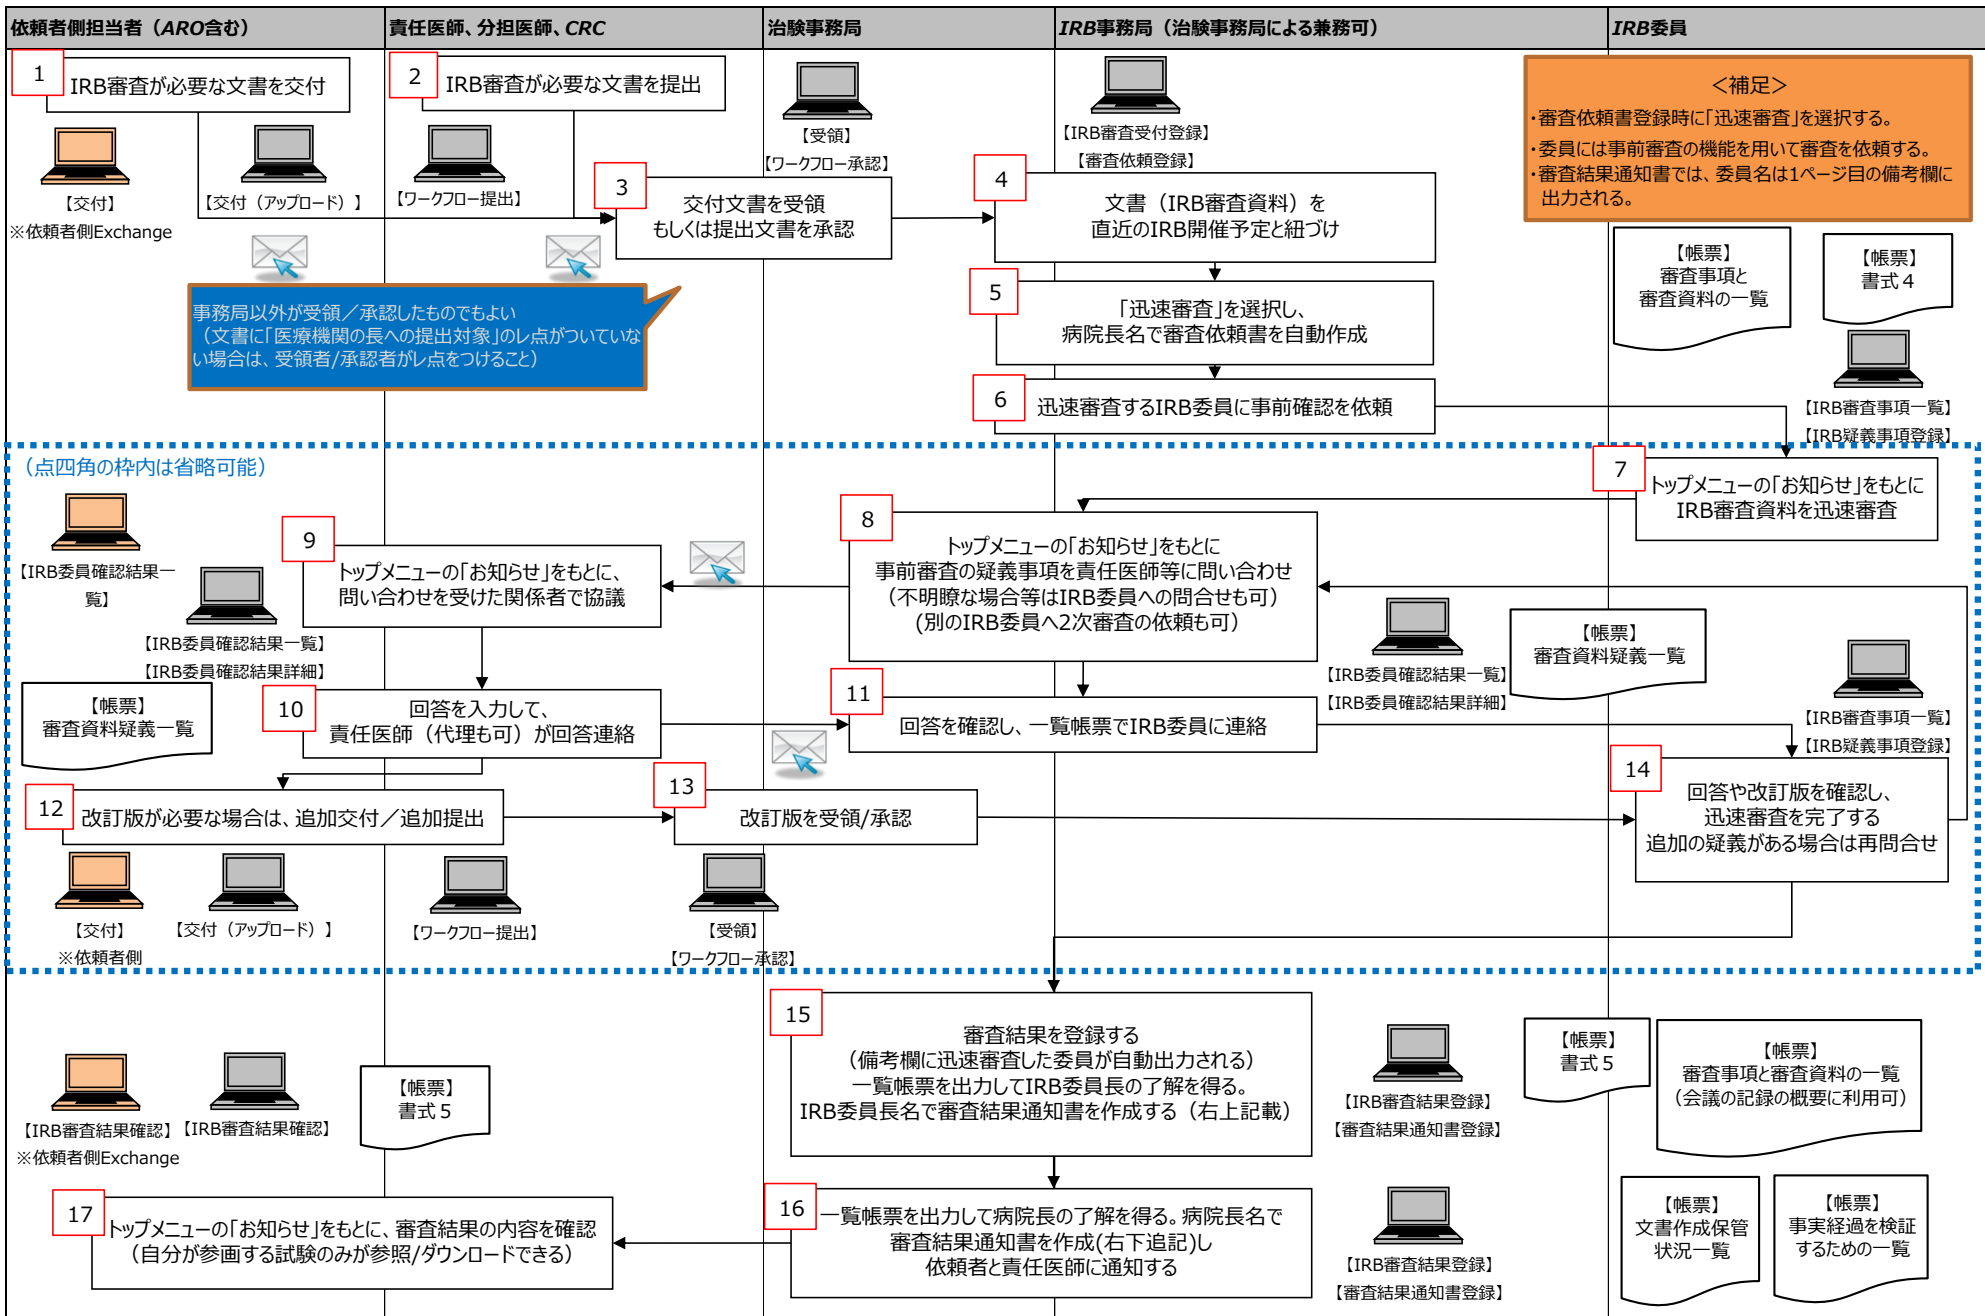 依頼者側担当者（ARO含む）
責任医師、分担医師、CRC
治験事務局
IRB事務局（治験事務局による兼務可）
IRB委員
1
IRB審査が必要な文書を交付
2
IRB審査が必要な文書を提出
【交付】
※依頼者側Exchange
【交付（アップロード）】
【ワークフロー提出】
【受領】
【ワークフロー承認】
【IRB審査受付登録】
【審査依頼登録】
＜補足＞
・審査依頼書登録時に「迅速審査」を選択する。
・委員には事前審査の機能を用いて審査を依頼する。
・審査結果通知書では、委員名は1ページ目の備考欄に
出力される。
3
交付文書を受領
もしくは提出文書を承認
4
文書（IRB審査資料）を
直近のIRB開催予定と紐づけ
事務局以外が受領／承認したものでもよい
（文書に「医療機関の長への提出対象」のレ点がついていな
い場合は、受領者/承認者がレ点をつけること）
5
「迅速審査」を選択し、
病院長名で審査依頼書を自動作成
【帳票】
審査事項と
審査資料の一覧
【帳票】
書式４
6
迅速審査するIRB委員に事前確認を依頼
【IRB審査事項一覧】
【IRB疑義事項登録】
（点四角の枠内は省略可能）
7
トップメニューの「お知らせ」をもとに
IRB審査資料を迅速審査
8
トップメニューの「お知らせ」をもとに
事前審査の疑義事項を責任医師等に問い合わせ
（不明瞭な場合等はIRB委員への問合せも可）
(別のIRB委員へ2次審査の依頼も可）
9
トップメニューの「お知らせ」をもとに、
問い合わせを受けた関係者で協議
【IRB委員確認結果一
覧】
【IRB委員確認結果一覧】
【IRB委員確認結果詳細】
【帳票】
審査資料疑義一覧
10
回答を入力して、
責任医師（代理も可）が回答連絡
11
回答を確認し、一覧帳票でIRB委員に連絡
【IRB委員確認結果一覧】
【IRB委員確認結果詳細】
【帳票】
審査資料疑義一覧
【IRB審査事項一覧】
【IRB疑義事項登録】
12
改訂版が必要な場合は、追加交付／追加提出
13
改訂版を受領/承認
14
回答や改訂版を確認し、
迅速審査を完了する
追加の疑義がある場合は再問合せ
【交付】
※依頼者側
【交付（アップロード）】
【ワークフロー提出】
【受領】
【ワークフロー承認】
15
審査結果を登録する
（備考欄に迅速審査した委員が自動出力される）
一覧帳票を出力してIRB委員長の了解を得る。
IRB委員長名で審査結果通知書を作成する（右上記載）
【IRB審査結果登録】
【審査結果通知書登録】
【帳票】
書式５
【帳票】
審査事項と審査資料の一覧
（会議の記録の概要に利用可）
【IRB審査結果確認】
※依頼者側Exchange
【IRB審査結果確認】
【帳票】
書式５
16
一覧帳票を出力して病院長の了解を得る。病院長名で
審査結果通知書を作成(右下追記)し
依頼者と責任医師に通知する
【IRB審査結果登録】
【審査結果通知書登録】
【帳票】
文書作成保管
状況一覧
【帳票】
事実経過を検証
するための一覧
17
トップメニューの「お知らせ」をもとに、審査結果の内容を確認
（自分が参画する試験のみが参照/ダウンロードできる）